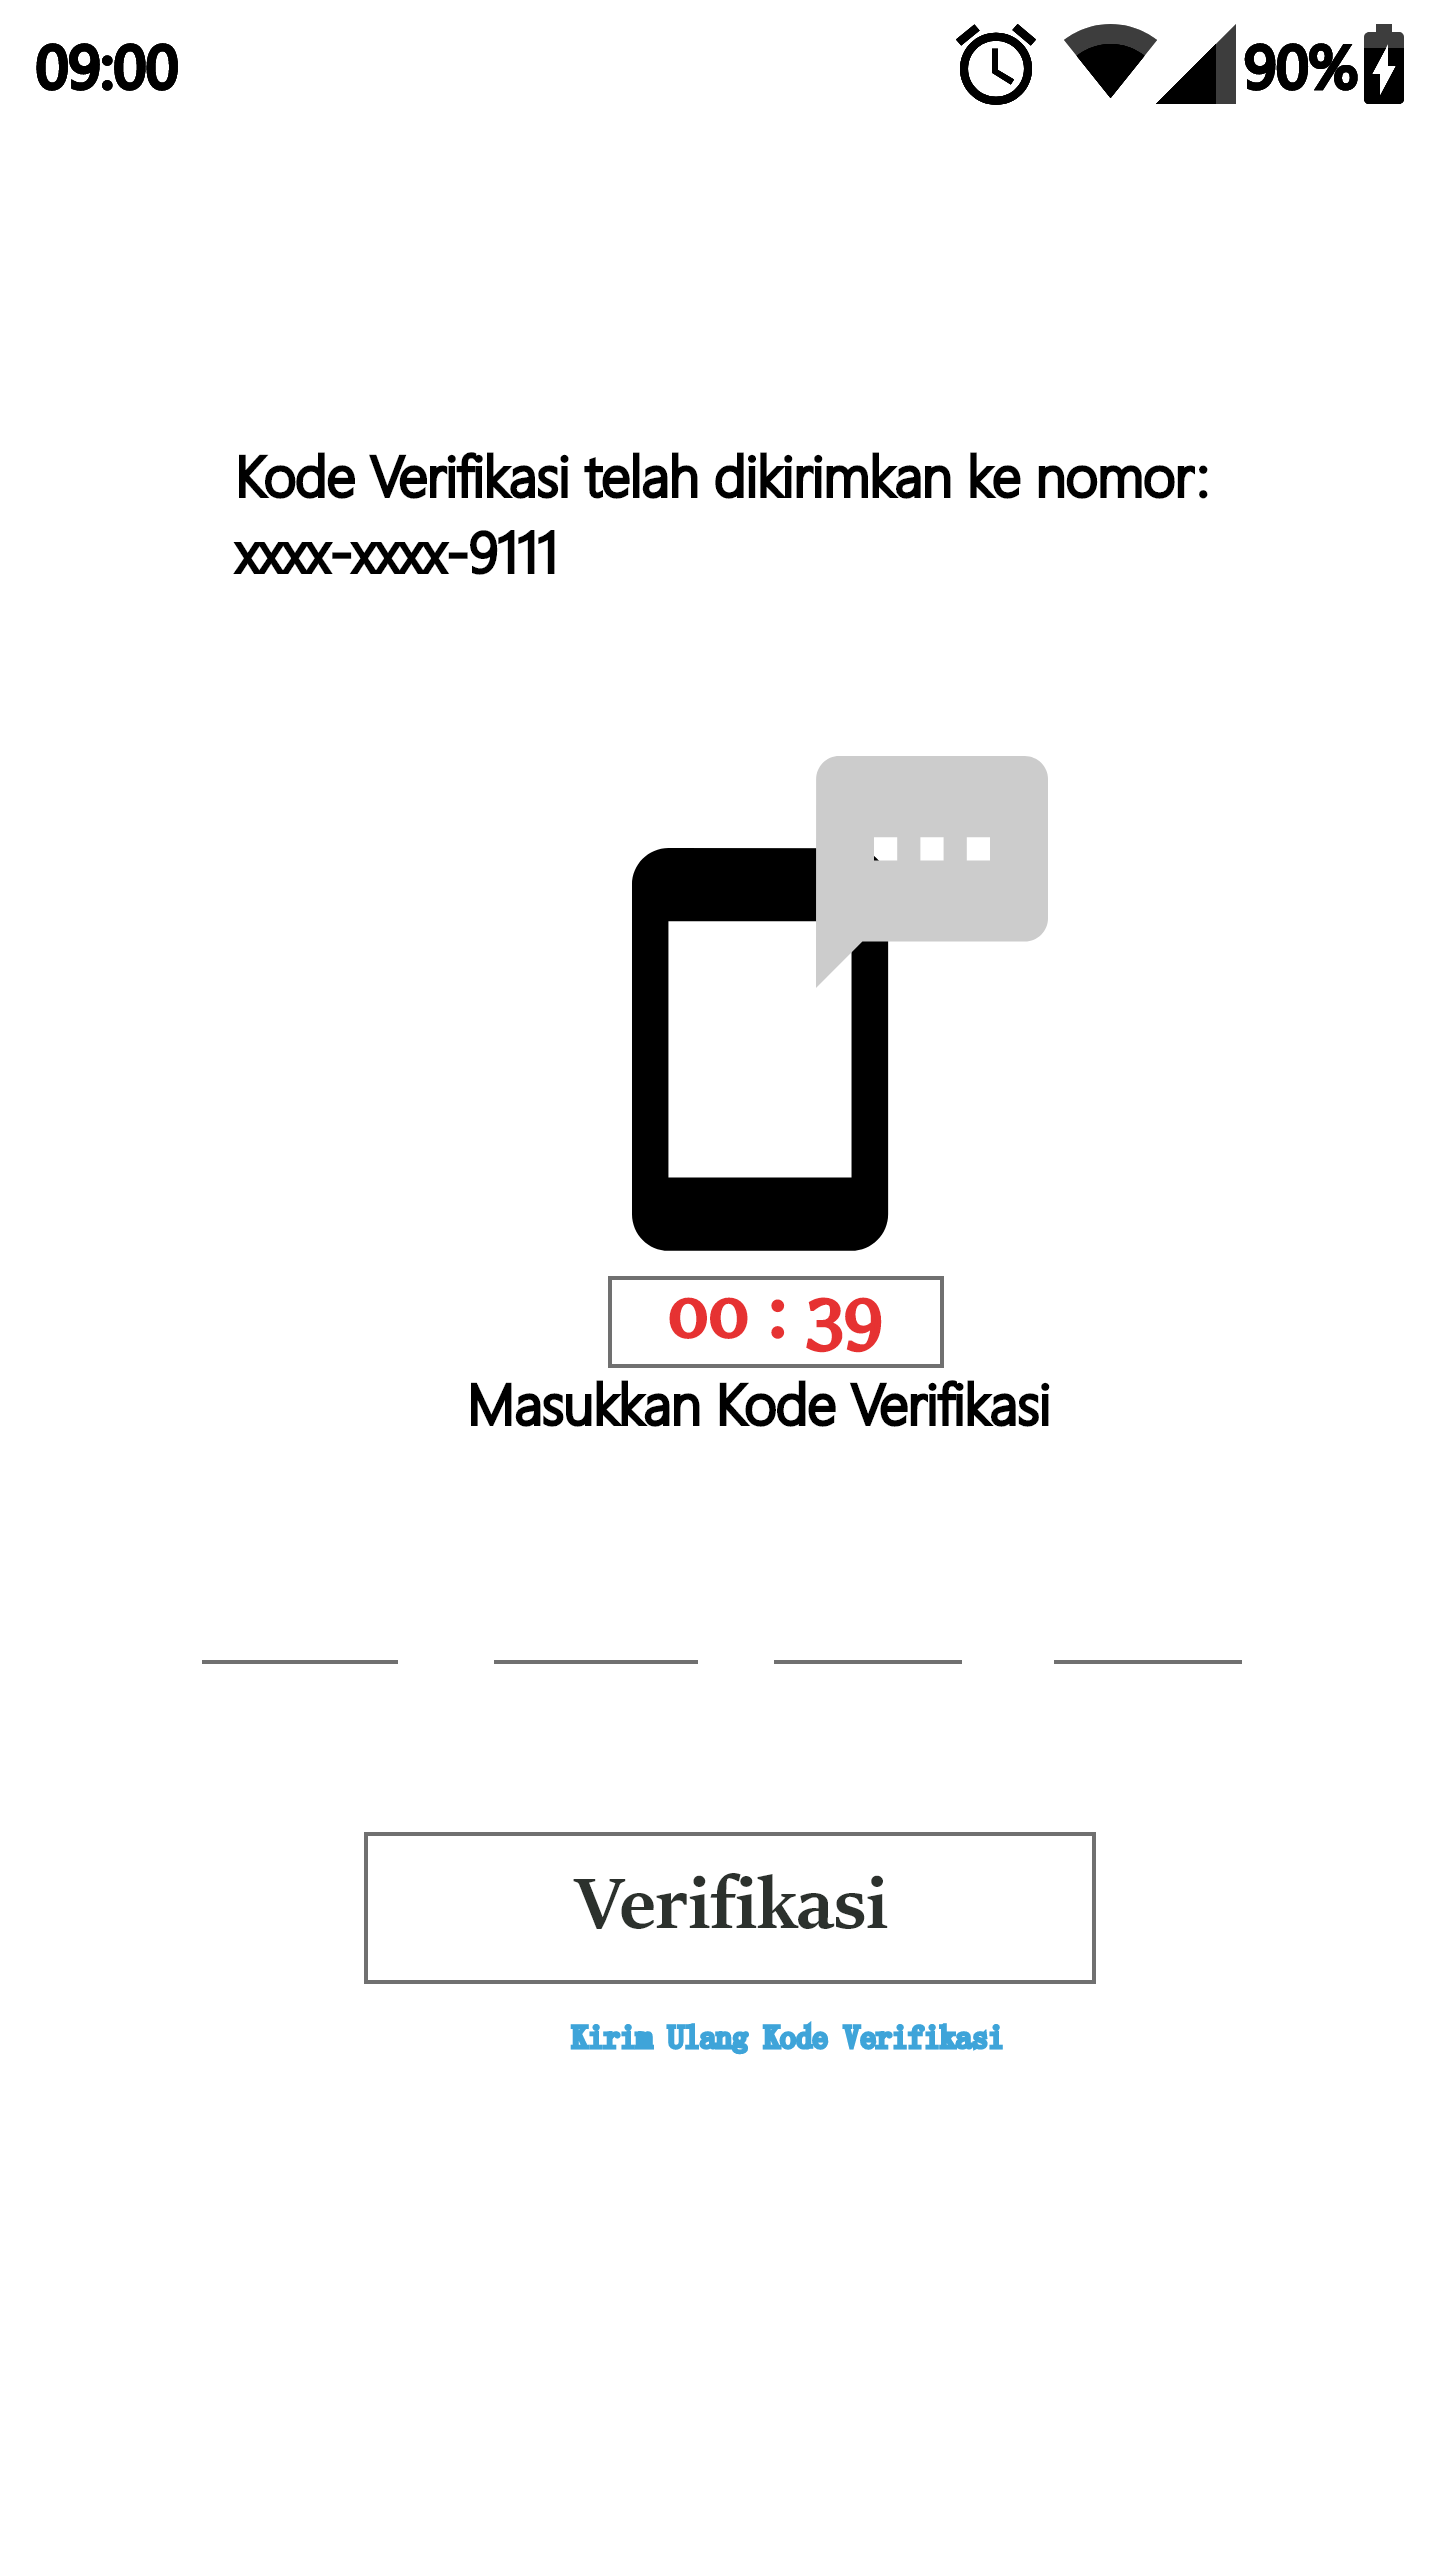 09:00
90%
Kode Verifikasi telah dikirimkan ke nomor:
xxxx-xxxx-9111
00 : 39
Masukkan Kode Verifikasi
Verifikasi
Kirim Ulang Kode Verifikasi